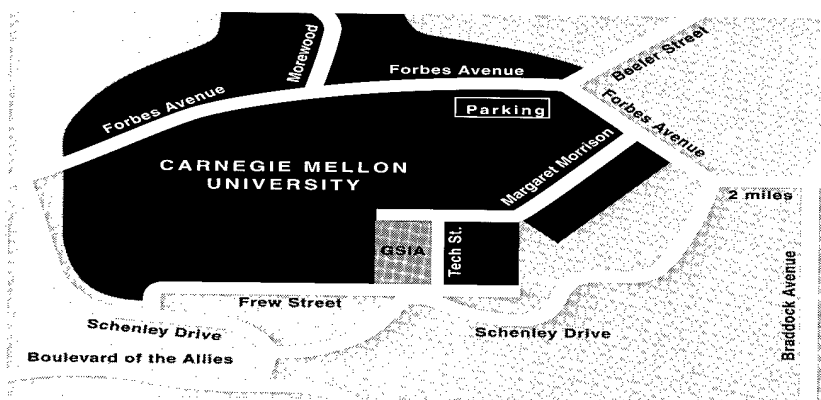 Morewood
Forbes Avenue
Beeler Street
Forbes Avenue
Parking
Forbes Avenue
CARNEGIE MELLON
UNIVERSITY
Margaret Morrison
2 miles
GSIA
Tech St.
Braddock Avenue
Frew Street
Schenley Drive
Schenley Drive
Boulevard of the Allies